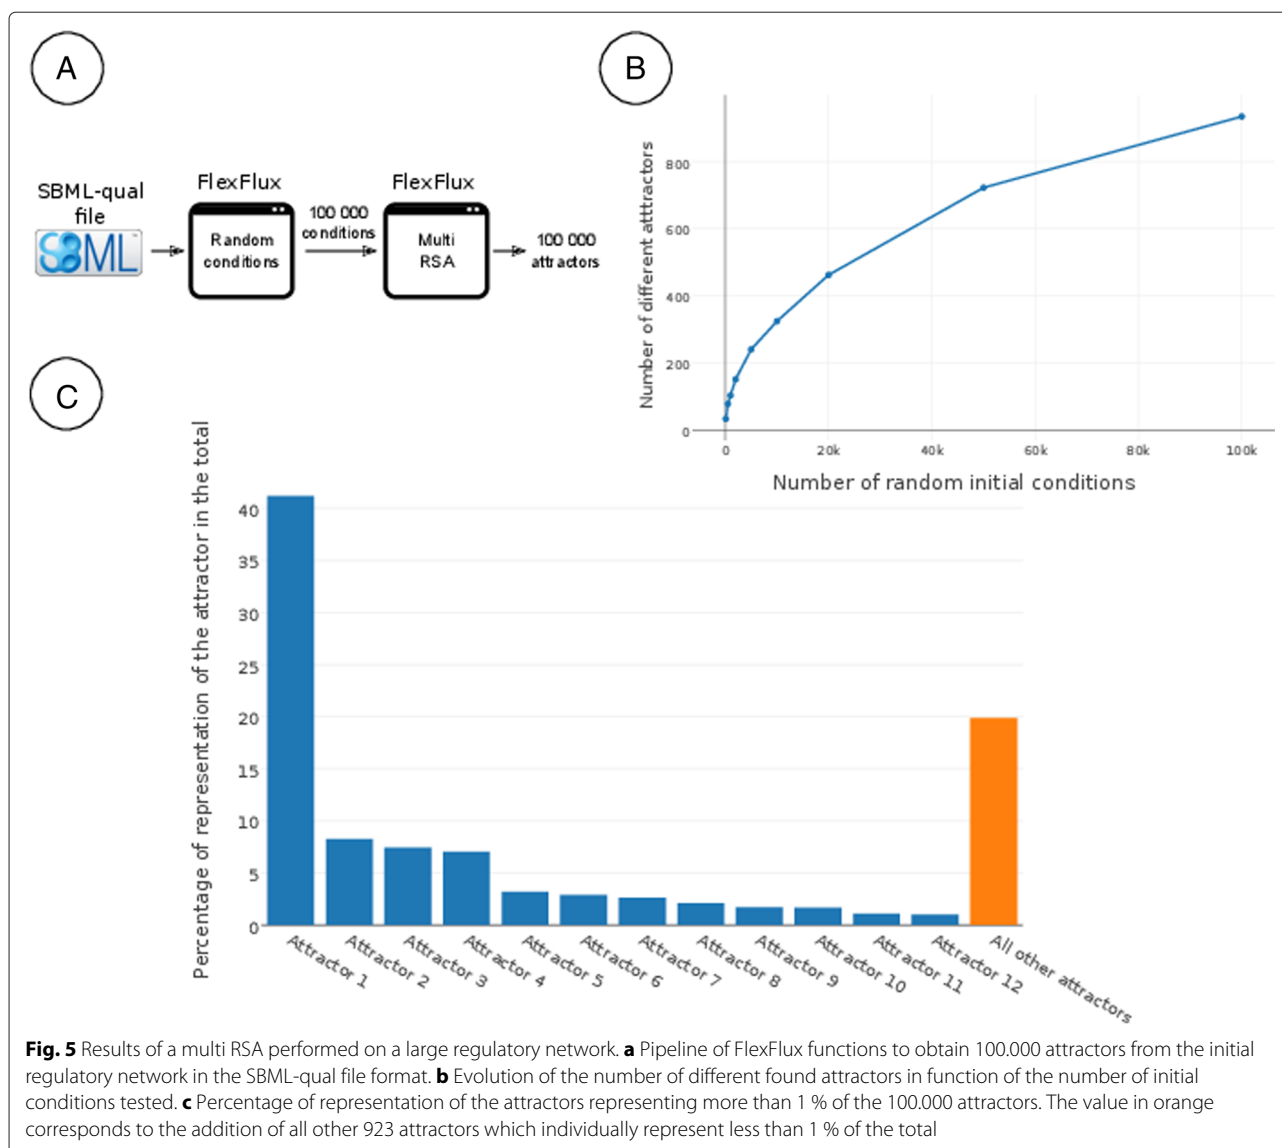 A
SBML-qual
file
SBML
FlexFlux
Random
conditions
100 000
conditions
FlexFlux
Multi
RSA
100 000
attractors
B
Number of different atttractors
800
600
400
200
0
0 20k 40k 60k 80k 100k
Number of random initial conditions
C
Percentage of representation of the attractor in the total
40
35
30
25
20
15
10
5
0
Attractor 1
Attractor 2
Attractor 3
Attractor 4
Attractor 5
Attractor 6
Attractor 7
Attractor 8
Attractor 9
Attractor 10
Attractor 11
Attractor 12
All other attractors
Fig. 5 Results of a multi RSA performed on a large regulatory network. a Pipeline of FlexFlux functions to obtain 100.000 attractors from the initial
regulatory network in the SBML-qual file format. b Evolution of the number of different found attractors in function of the number of initial
conditions tested. c Percentage of representation of the attractors representing more than 1 % of the 100.000 attractors. The value in orange
corresponds to the addition of all other 923 attractors which individually represent less than 1 % of the total